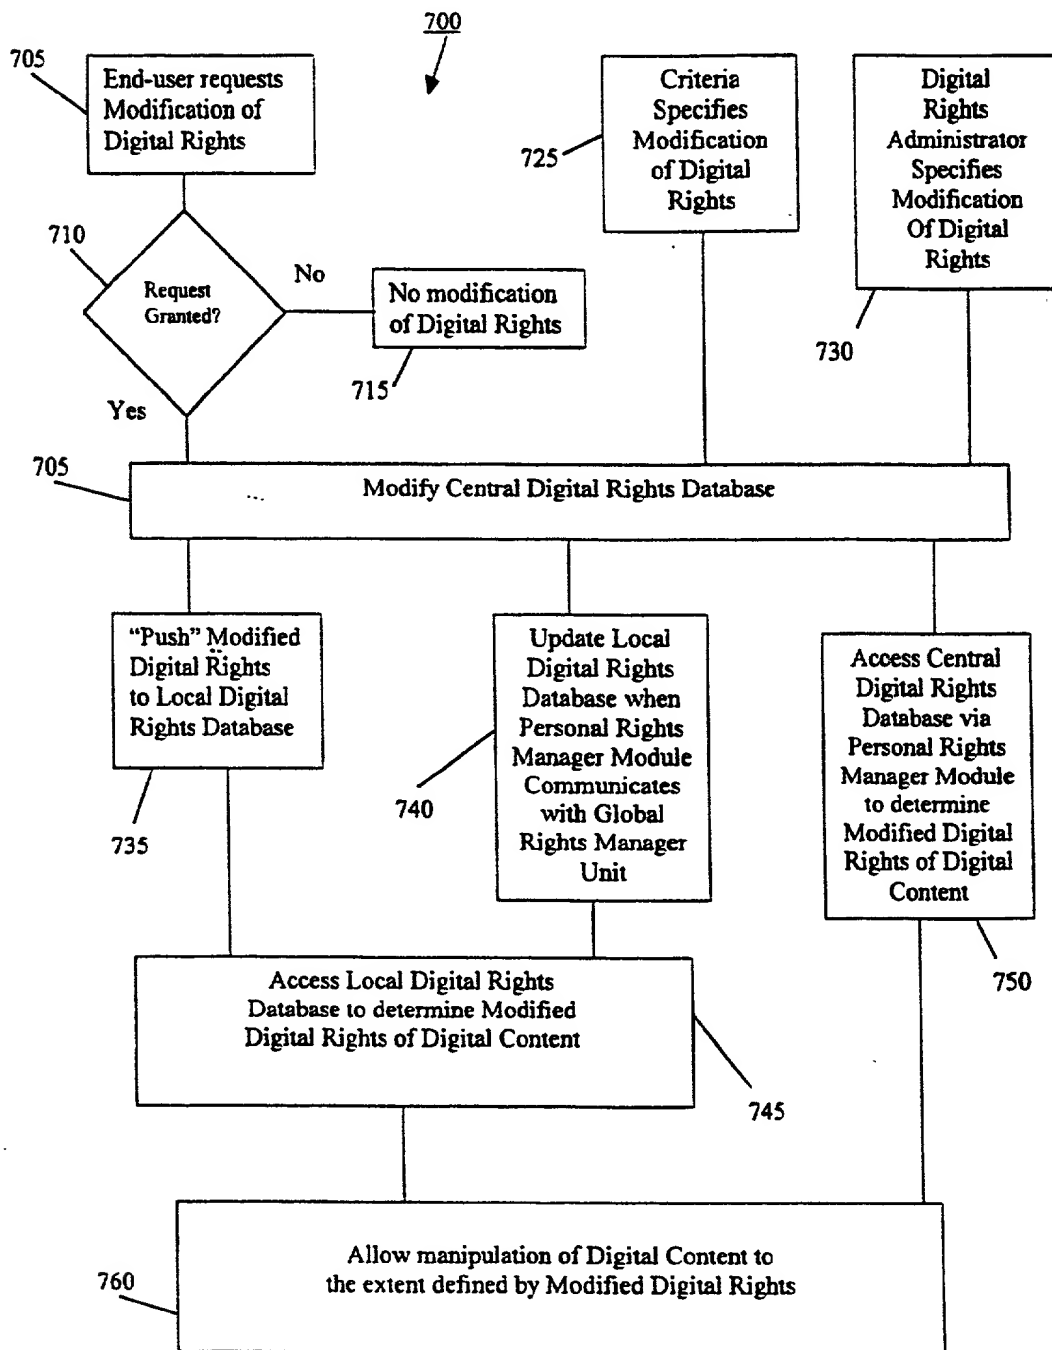 700
705
End-user requests
Modification of
Digital Rights
Criteria
Specifies
Modification
of Digital
Rights
725
Digital
Rights
Administrator
Specifies
Modification
Of Digital
Rights
730
710
Request
Granted?
No
No modification
of Digital Rights
715
Yes
705
Modify Central Digital Rights Database
"Push" Modified
Digital Rights
to Local Digital
Rights Database
735
Update Local
Digital Rights
Database when
Personal Rights
Manager Module
Communicates
with Global
Rights Manager
Unit
740
Access Central
Digital Rights
Database via
Personal Rights
Manager Module
to determine
Modified Digital
Rights of Digital
Content
750
Access Local Digital Rights
Database to determine Modified
Digital Rights of Digital Content
745
Allow manipulation of Digital Content to
the extent defined by Modified Digital Rights
760